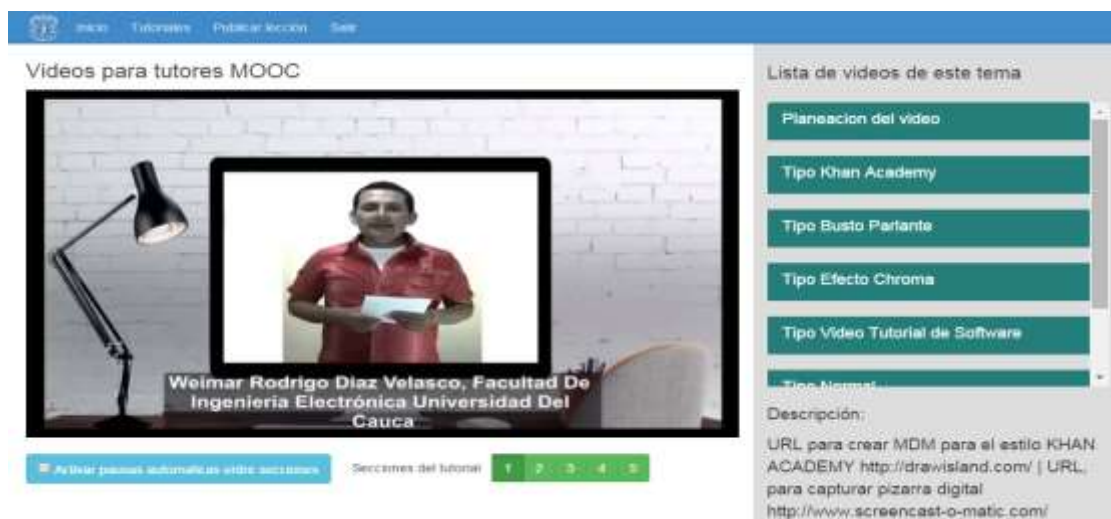 Inicio Tutoriales Publicar lección Salir
Videos para tutores MOOC
Weimar Rodrigo Diaz Velasco, Facultad De
Ingeniería Electrónica Universidad Del
Cauca
Activar pausas automáticas entre secciones
Secciones del tutorial 1 2 3 4 5
Lista de videos de este tema
Planeacion del video
Tipo Khan Academy
Tipo Busto Parlante
Tipo Efecto Chroma
Tipo Video Tutorial de Software
Tipo Normal
Descripción:
URL para crear MDM para el estilo KHAN
ACADEMY http://drawisland.com/ | URL,
para capturar pizarra digital
http://www.screencast-o-matic.com/